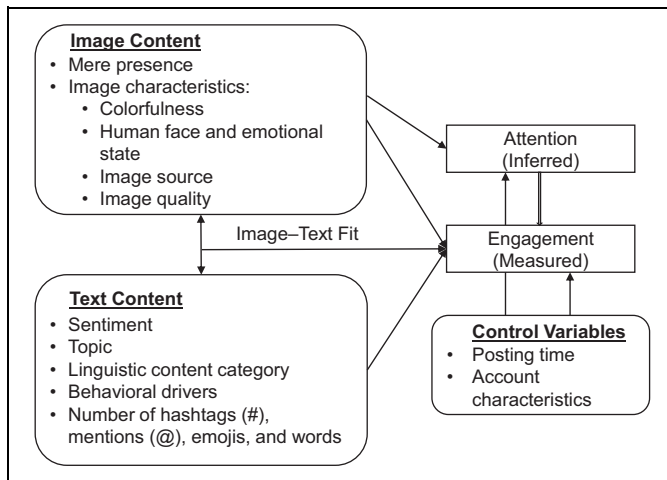 Image Content
• Mere presence
• Image characteristics:
• Colorfulness
• Human face and emotional
state
• Image source
• Image quality
Attention
(Inferred)
Image–Text Fit
Engagement
(Measured)
Text Content
• Sentiment
• Topic
• Linguistic content category
• Behavioral drivers
• Number of hashtags (#),
mentions (@), emojis, and words
Control Variables
• Posting time
• Account
characteristics